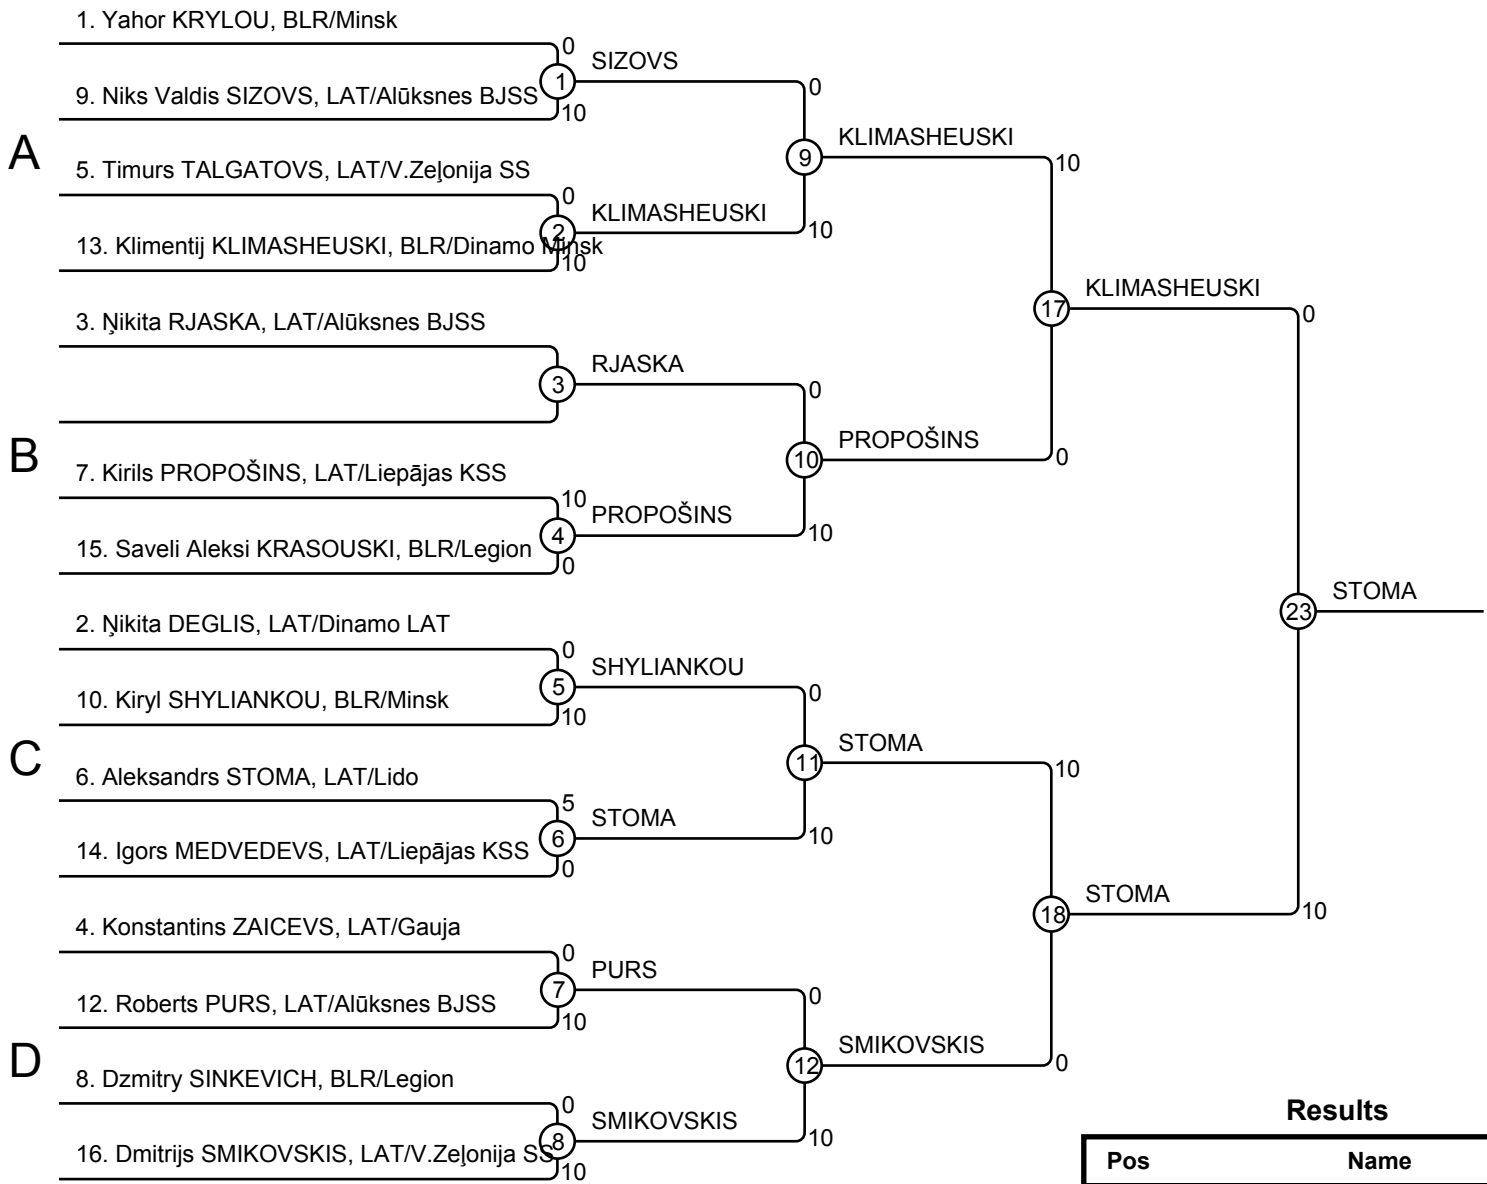 1. Yahor KRYLOU, BLR/Minsk
0
SIZOVS
1
0
9. Niks Valdis SIZOVS, LAT/Alūksnes BJSS
10
KLIMASHEUSKI
A
9
10
5. Timurs TALGATOVS, LAT/V.Zeļonija SS
0
KLIMASHEUSKI
2
10
13. Klimentij KLIMASHEUSKI, BLR/Dinamo Minsk
10
KLIMASHEUSKI
17
0
3. Ņikita RJASKA, LAT/Alūksnes BJSS
RJASKA
3
0
B
PROPOŠINS
10
0
7. Kirils PROPOŠINS, LAT/Liepājas KSS
10
PROPOŠINS
4
10
15. Saveli Aleksi KRASOUSKI, BLR/Legion
0
STOMA
23
2. Ņikita DEGLIS, LAT/Dinamo LAT
0
SHYLIANKOU
5
0
10. Kiryl SHYLIANKOU, BLR/Minsk
10
STOMA
C
11
10
6. Aleksandrs STOMA, LAT/Lido
5
STOMA
6
10
14. Igors MEDVEDEVS, LAT/Liepājas KSS
0
STOMA
18
10
4. Konstantins ZAICEVS, LAT/Gauja
0
PURS
7
0
12. Roberts PURS, LAT/Alūksnes BJSS
10
SMIKOVSKIS
D
12
0
8. Dzmitry SINKEVICH, BLR/Legion
0
SMIKOVSKIS
8
10
16. Dmitrijs SMIKOVSKIS, LAT/V.Zeļonija SS
10
Results
Pos Name